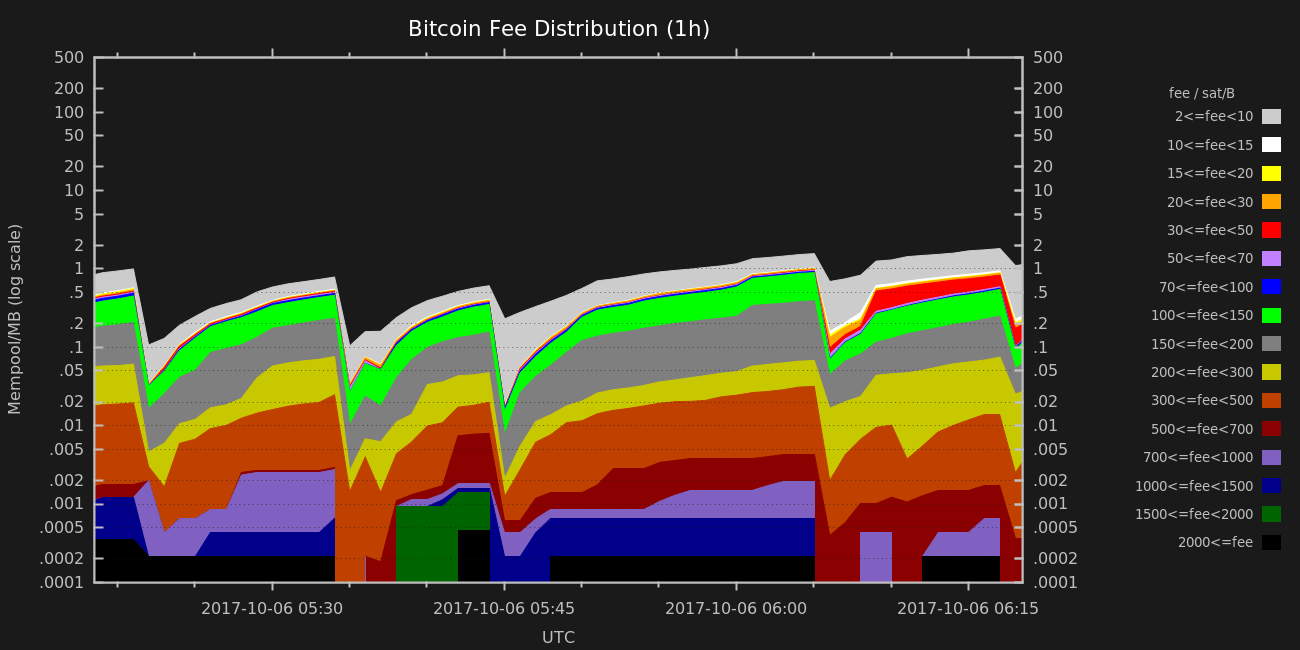 Bitcoin Fee Distribution (1h)
500
200
100
50
20
10
5
2
1
.5
.2
.1
.05
.02
.01
.005
.002
.001
.0005
.0002
.0001
Mempool/MB (log scale)
500
200
100
50
20
10
5
2
1
.5
.2
.1
.05
.02
.01
.005
.002
.001
.0005
.0002
.0001
2017-10-06 05:30
2017-10-06 05:45
2017-10-06 06:00
2017-10-06 06:15
UTC
fee / sat/B
2<=fee<10
10<=fee<15
15<=fee<20
20<=fee<30
30<=fee<50
50<=fee<70
70<=fee<100
100<=fee<150
150<=fee<200
200<=fee<300
300<=fee<500
500<=fee<700
700<=fee<1000
1000<=fee<1500
1500<=fee<2000
2000<=fee